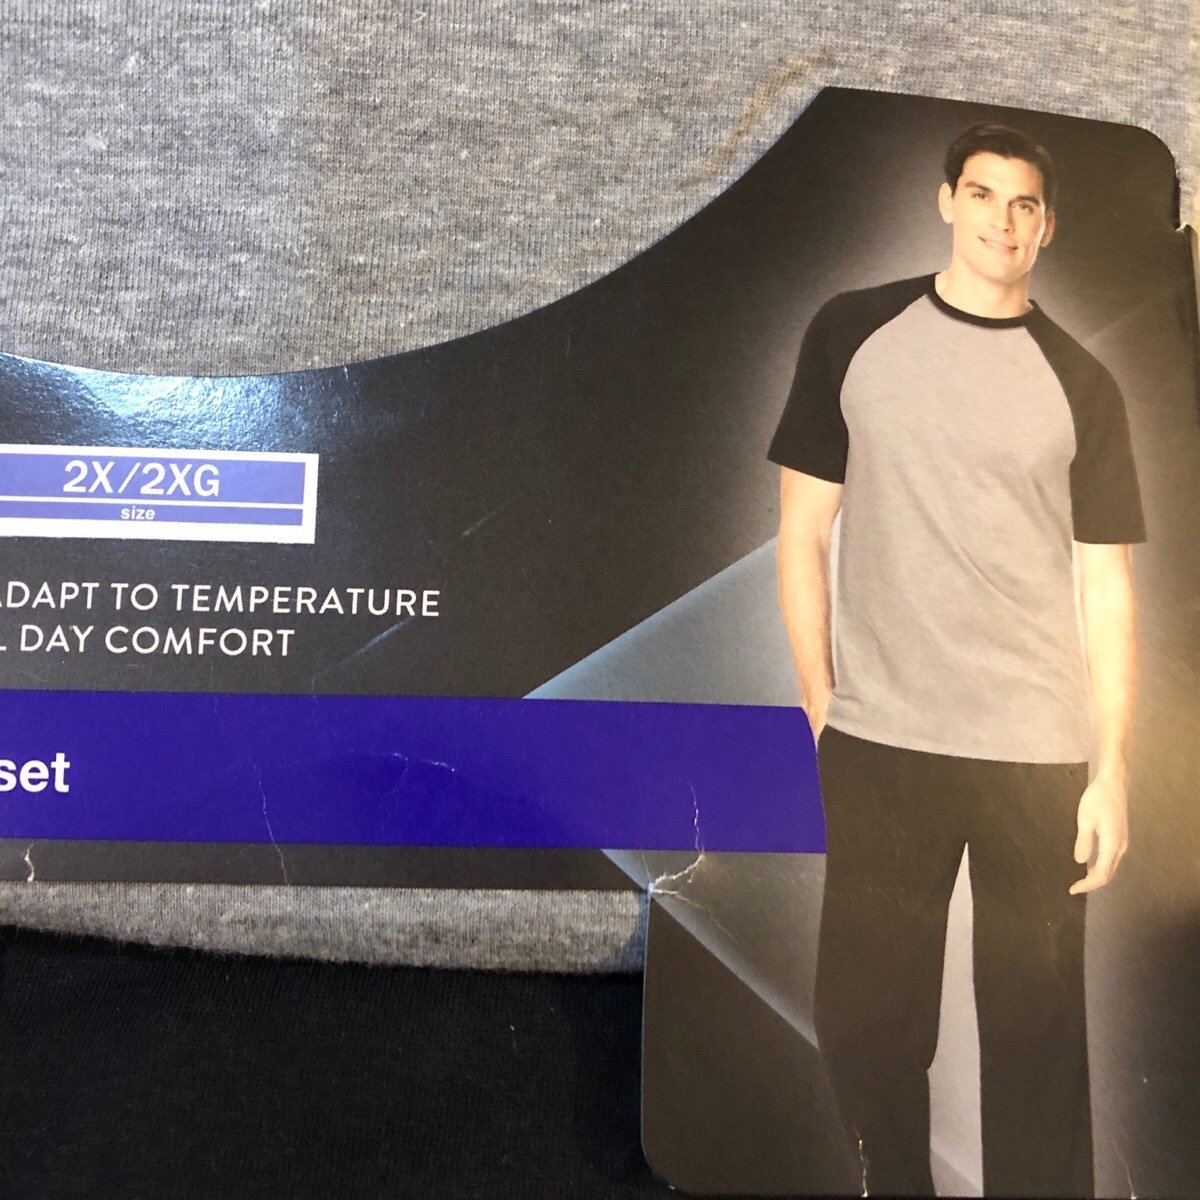 2X/2XG
size
ADAPT TO TEMPERATURE
DAY COMFORT
set